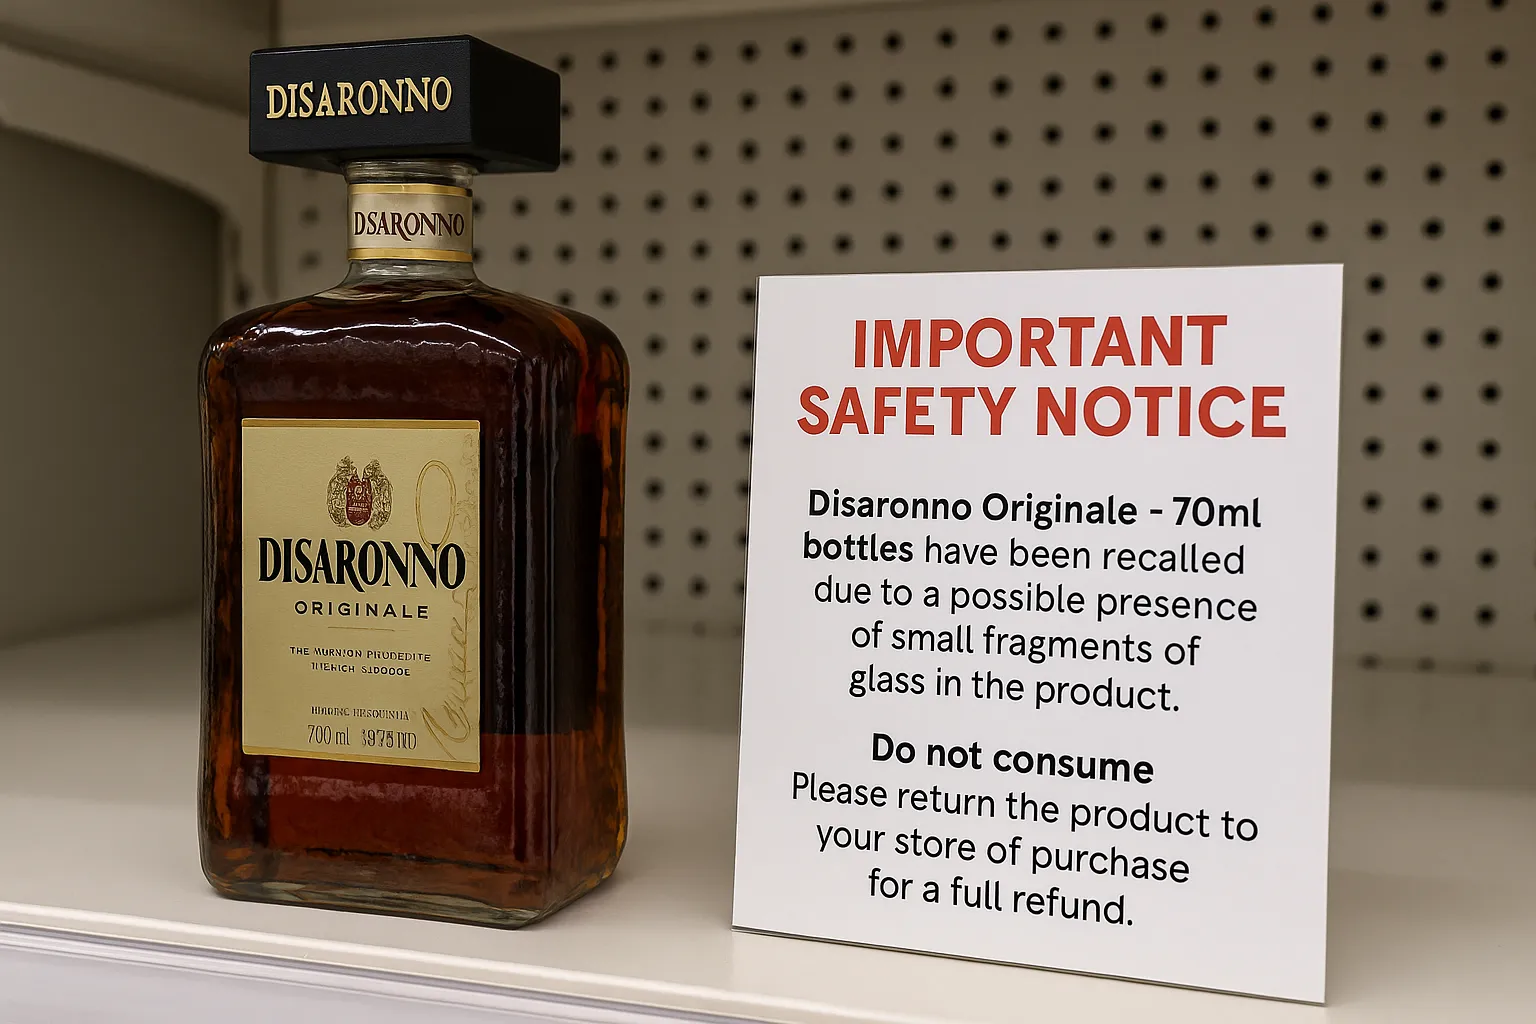 DISARONNO
DSARONNO
DISARONNO
ORIGINALE
700 ml
IMPORTANT
SAFETY NOTICE
Disaronno Originale - 70ml
bottles have been recalled
due to a possible presence
of small fragments of
glass in the product.
Do not consume
Please return the product to
your store of purchase
for a full refund.